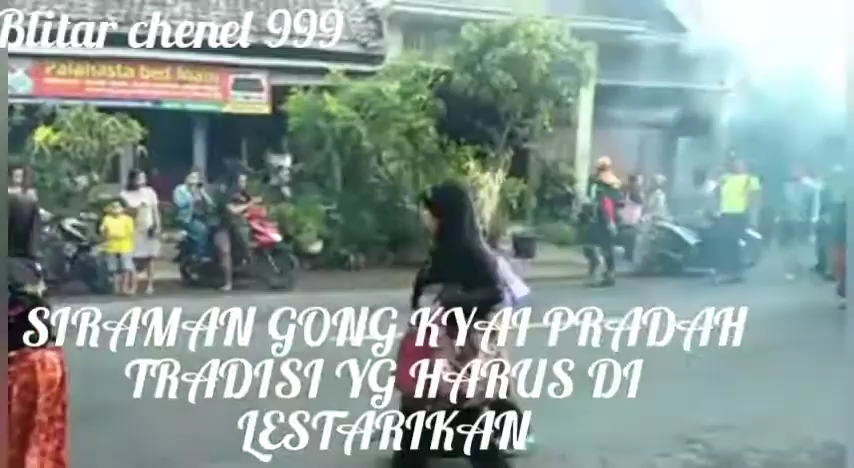 Blitar chenel 999
SIRAMAN GONG KYAI PRADAH
TRADISI YG HARUS DI
LESTARIKAN